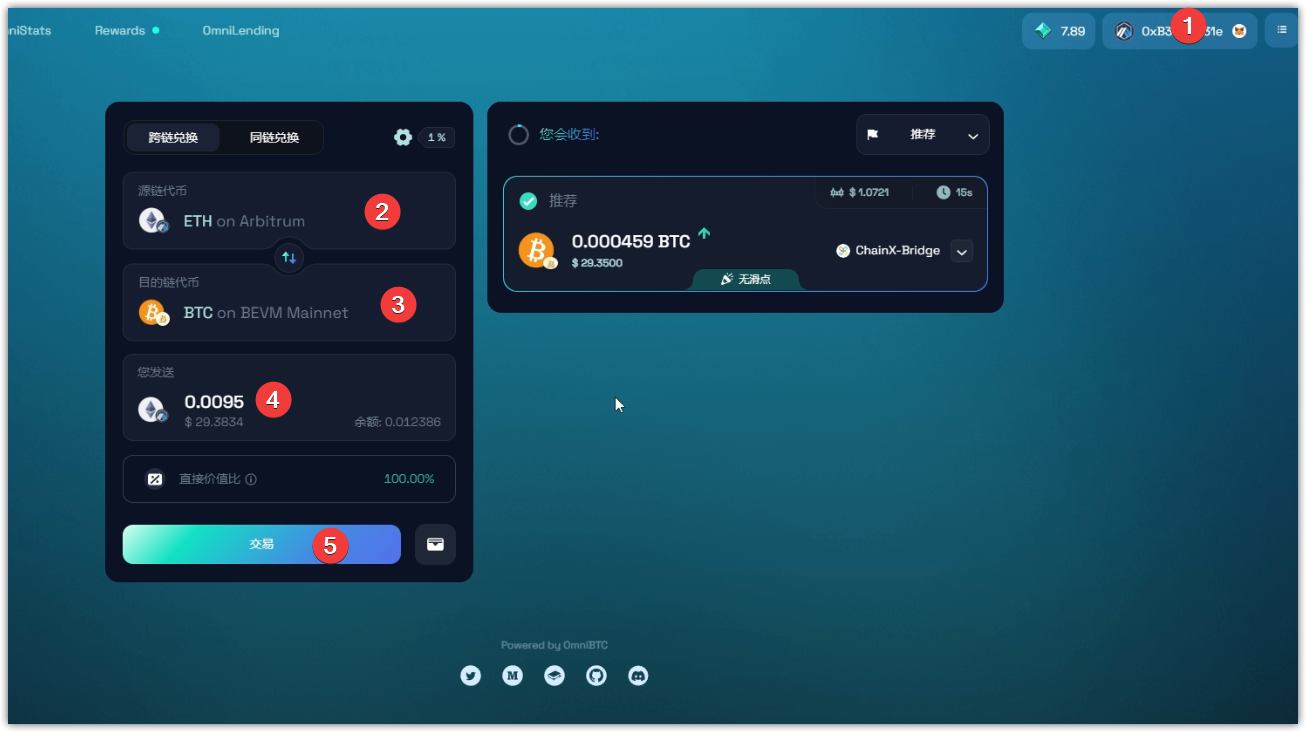 niStats Rewards OmniLending
7.89
0xB3 31e
1
跨链兑换 同链兑换 1 %
源链代币
ETH on Arbitrum
2
目的链代币
BTC on BEVM Mainnet
3
您发送
0.0095
4
$ 29.3834 余额: 0.012386
直接价值比 100.00%
交易
5
您会收到: 推荐
推荐 $ 1.0721 15s
0.000459 BTC
$ 29.3500
ChainX-Bridge
无滑点
Powered by OmniBTC